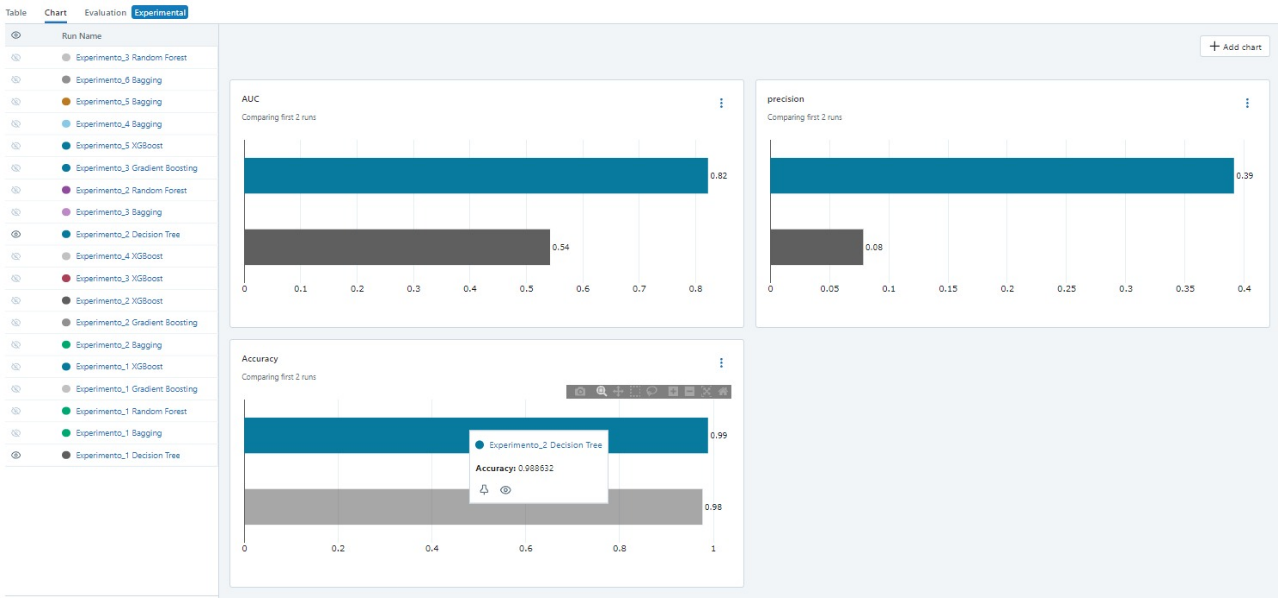 Table Chart Evaluation Experimental
Run Name
Experimento_3 Random Forest
Experimento_6 Bagging
Experimento_5 Bagging
Experimento_4 Bagging
Experimento_5 XGBoost
Experimento_3 Gradient Boosting
Experimento_2 Random Forest
Experimento_3 Bagging
Experimento_2 Decision Tree
Experimento_4 XGBoost
Experimento_3 XGBoost
Experimento_2 XGBoost
Experimento_2 Gradient Boosting
Experimento_2 Bagging
Experimento_1 XGBoost
Experimento_1 Gradient Boosting
Experimento_1 Random Forest
Experimento_1 Bagging
Experimento_1 Decision Tree
+ Add chart
AUC
Comparing first 2 runs
0.82
0.54
0 0.1 0.2 0.3 0.4 0.5 0.6 0.7 0.8
precision
Comparing first 2 runs
0.39
0.08
0 0.05 0.1 0.15 0.2 0.25 0.3 0.35 0.4
Accuracy
Comparing first 2 runs
0.99
Experimento_2 Decision Tree
Accuracy: 0.988632
0.98
0 0.2 0.4 0.6 0.8 1